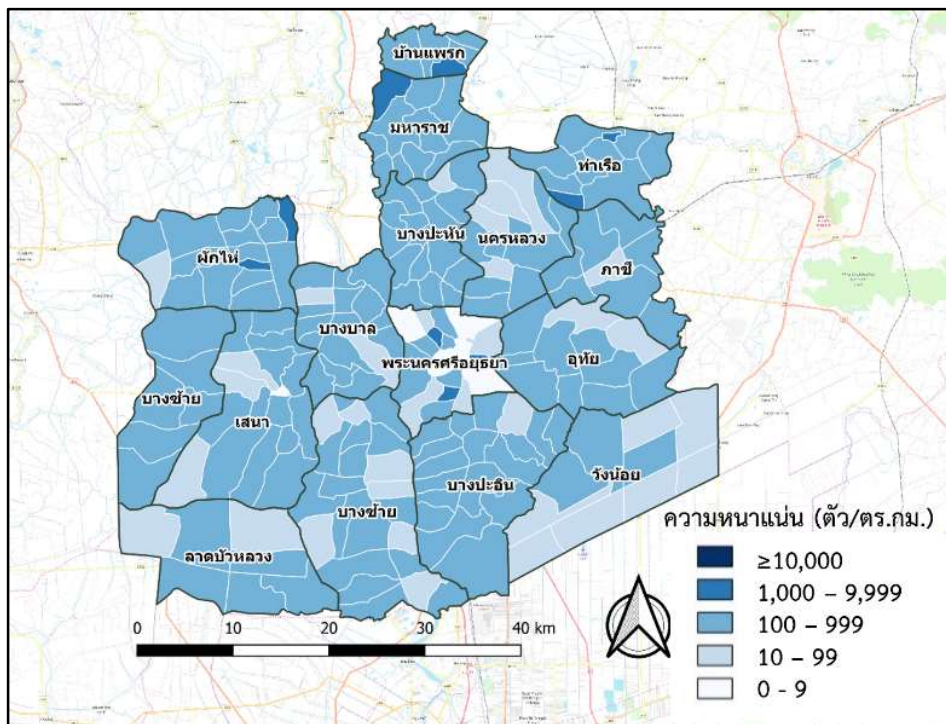 บ้านแพรก
มหาราช
ท่าเรือ
บางปะหัน
นครหลวง
ผักไห่
ภาชี
บางบาล
พระนครศรีอยุธยา
อุทัย
บางซ้าย
เสนา
วังน้อย
บางปะอิน
บางซ้าย
ลาดบัวหลวง
ความหนาแน่น (ตัว/ตร.กม.)
≥10,000
1,000 – 9,999
100 – 999
10 – 99
0 - 9
0 10 20 30 40 km